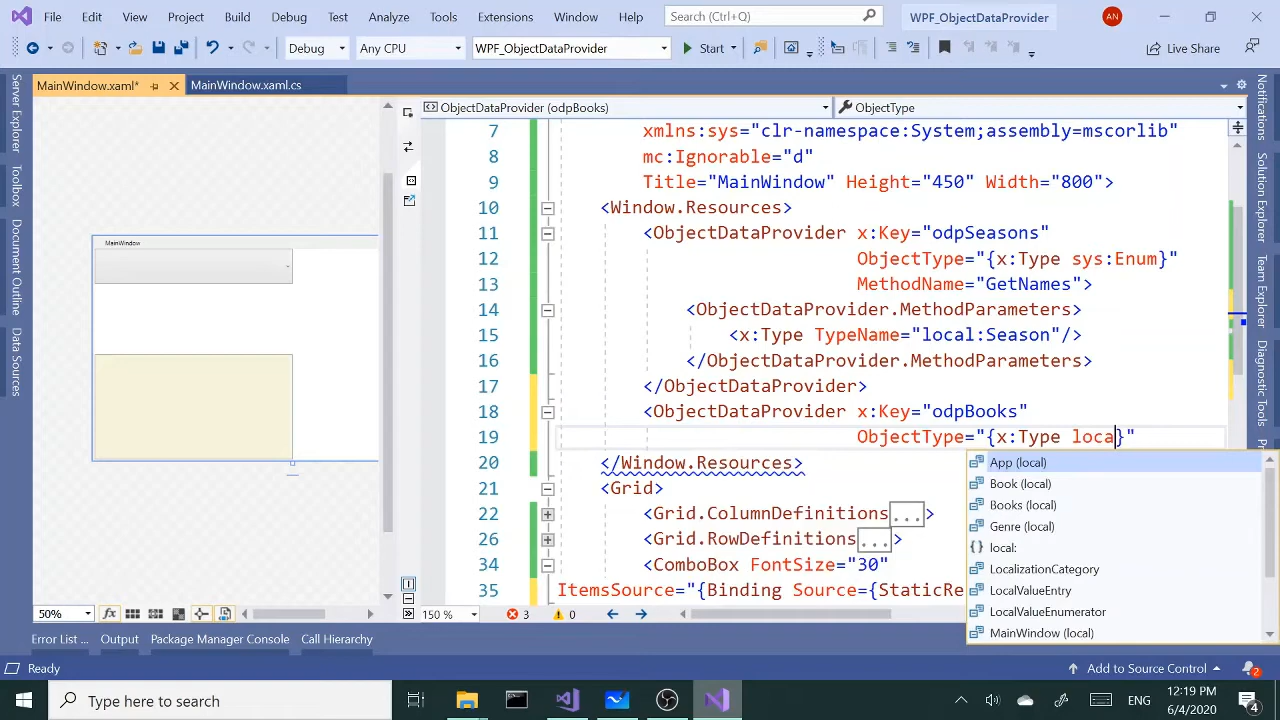 File Edit View Git Project Build Debug Test Analyze Tools Extensions Window Help Search (Ctrl+Q) WPF_ObjectDataProvider AN
Debug Any CPU WPF_ObjectDataProvider Start Live Share
MainWindow.xaml* MainWindow.xaml.cs
ObjectDataProvider (odpBooks) ObjectType
Server Explorer
Toolbox
Document Outline
Data Sources
MainWindow
7 xmlns:sys="clr-namespace:System;assembly=mscorlib"
8 mc:Ignorable="d"
9 Title="MainWindow" Height="450" Width="800">
10 <Window.Resources>
11 <ObjectDataProvider x:Key="odpSeasons"
12 ObjectType="{x:Type sys:Enum}"
13 MethodName="GetNames">
14 <ObjectDataProvider.MethodParameters>
15 <x:Type TypeName="local:Season"/>
16 </ObjectDataProvider.MethodParameters>
17 </ObjectDataProvider>
18 <ObjectDataProvider x:Key="odpBooks"
19 ObjectType="{x:Type loca}"
20 </Window.Resources>
21 <Grid>
22 <Grid.ColumnDefinitions...>
26 <Grid.RowDefinitions...>
34 <ComboBox FontSize="30"
35 ItemsSource="{Binding Source={StaticRe
App (local)
Book (local)
Books (local)
Genre (local)
{} local:
LocalizationCategory
LocalValueEntry
LocalValueEnumerator
MainWindow (local)
Notifications
Solution Explorer
Team Explorer
Diagnostic Tools
50% fx 150 % 3 0
Error List ... Output Package Manager Console Call Hierarchy
Ready Add to Source Control 2
Type here to search ENG 12:19 PM
6/4/2020 4